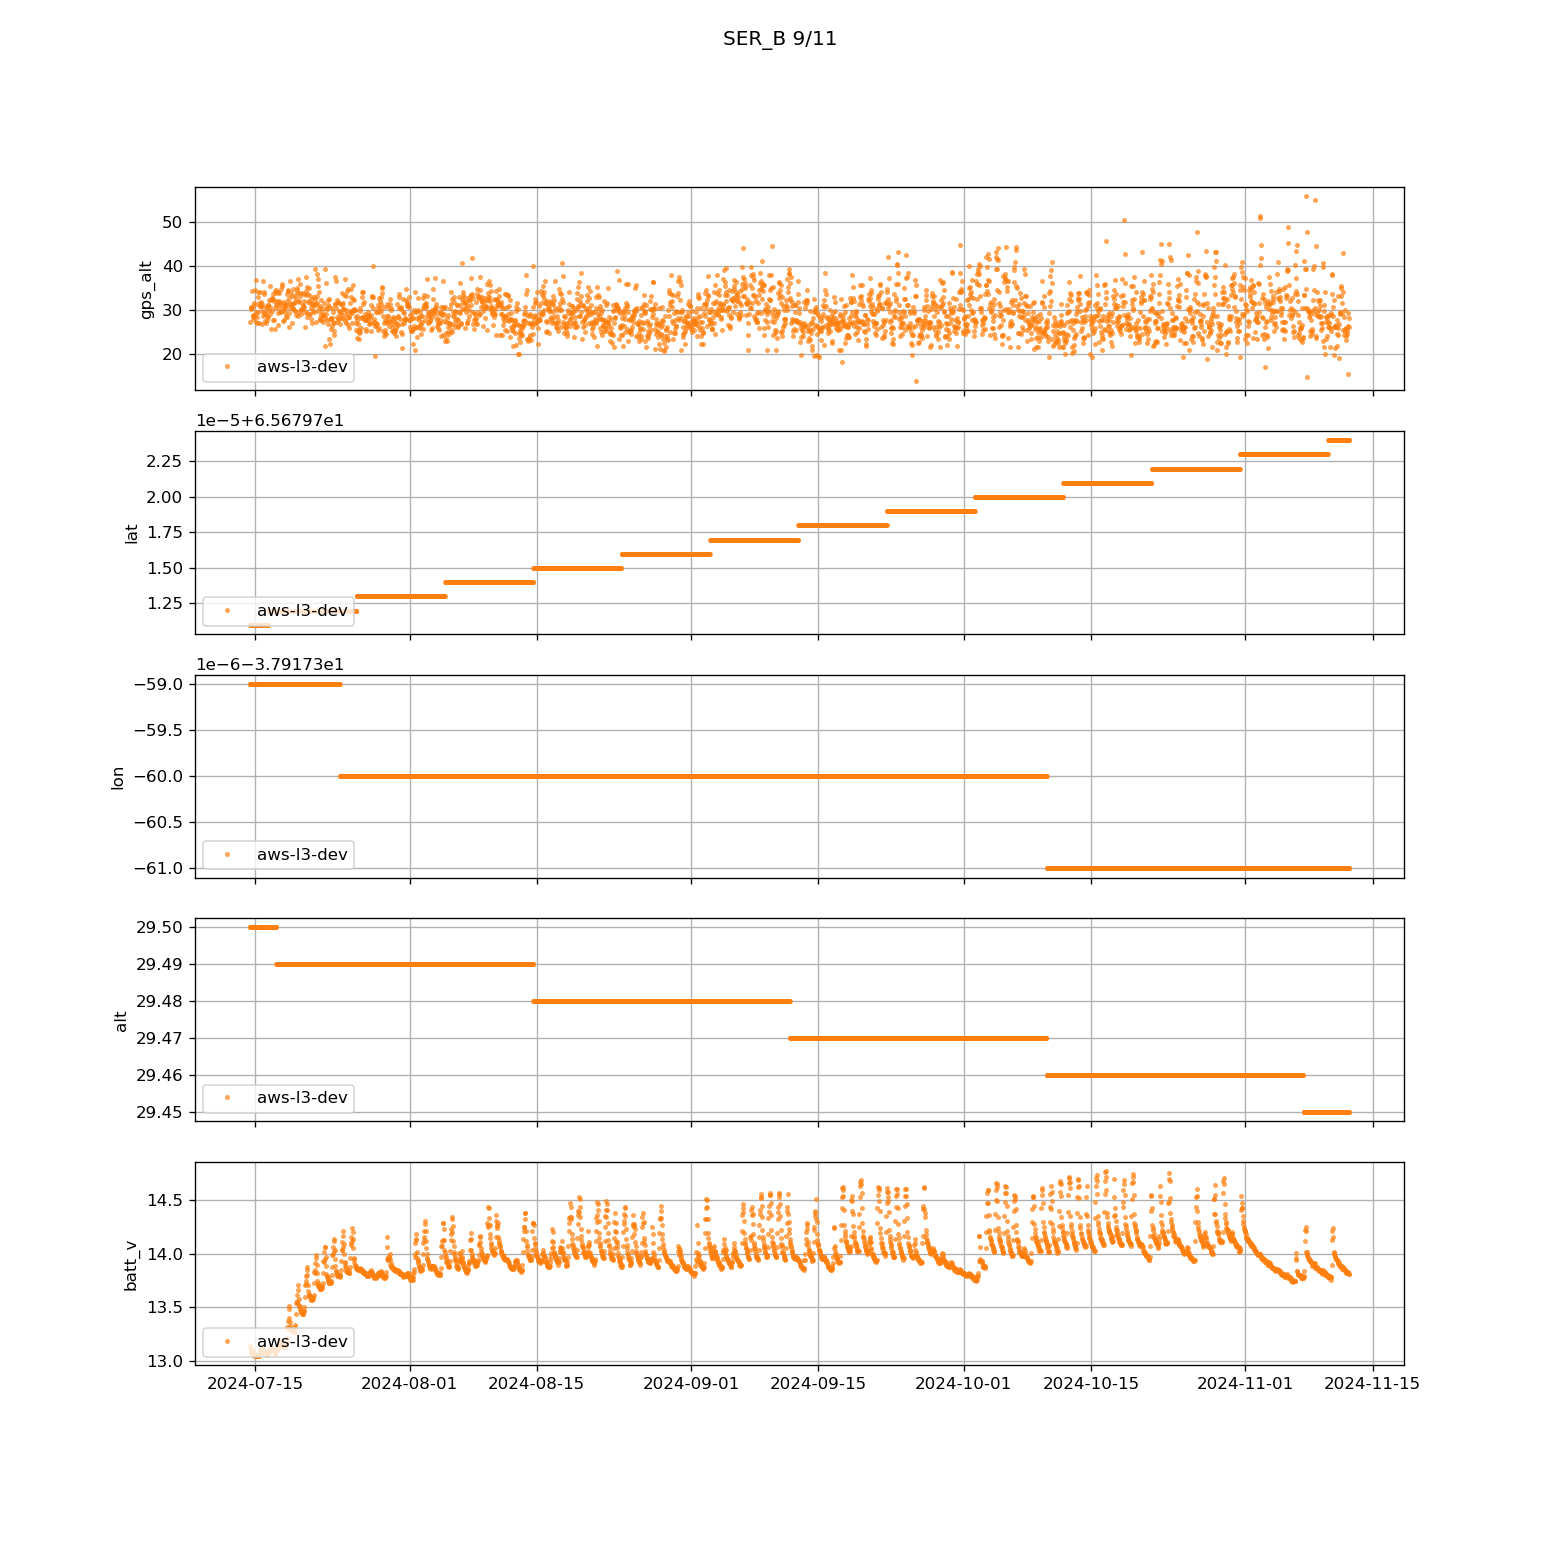 SER_B 9/11
50
40
30
20
gps_alt
aws-l3-dev
1e−5+6.56797e1
2.25
2.00
1.75
1.50
1.25
lat
aws-l3-dev
1e−6−3.79173e1
−59.0
−59.5
−60.0
−60.5
−61.0
lon
aws-l3-dev
29.50
29.49
29.48
29.47
29.46
29.45
alt
aws-l3-dev
14.5
14.0
13.5
13.0
batt_v
aws-l3-dev
2024-07-15 2024-08-01 2024-08-15 2024-09-01 2024-09-15 2024-10-01 2024-10-15 2024-11-01 2024-11-15